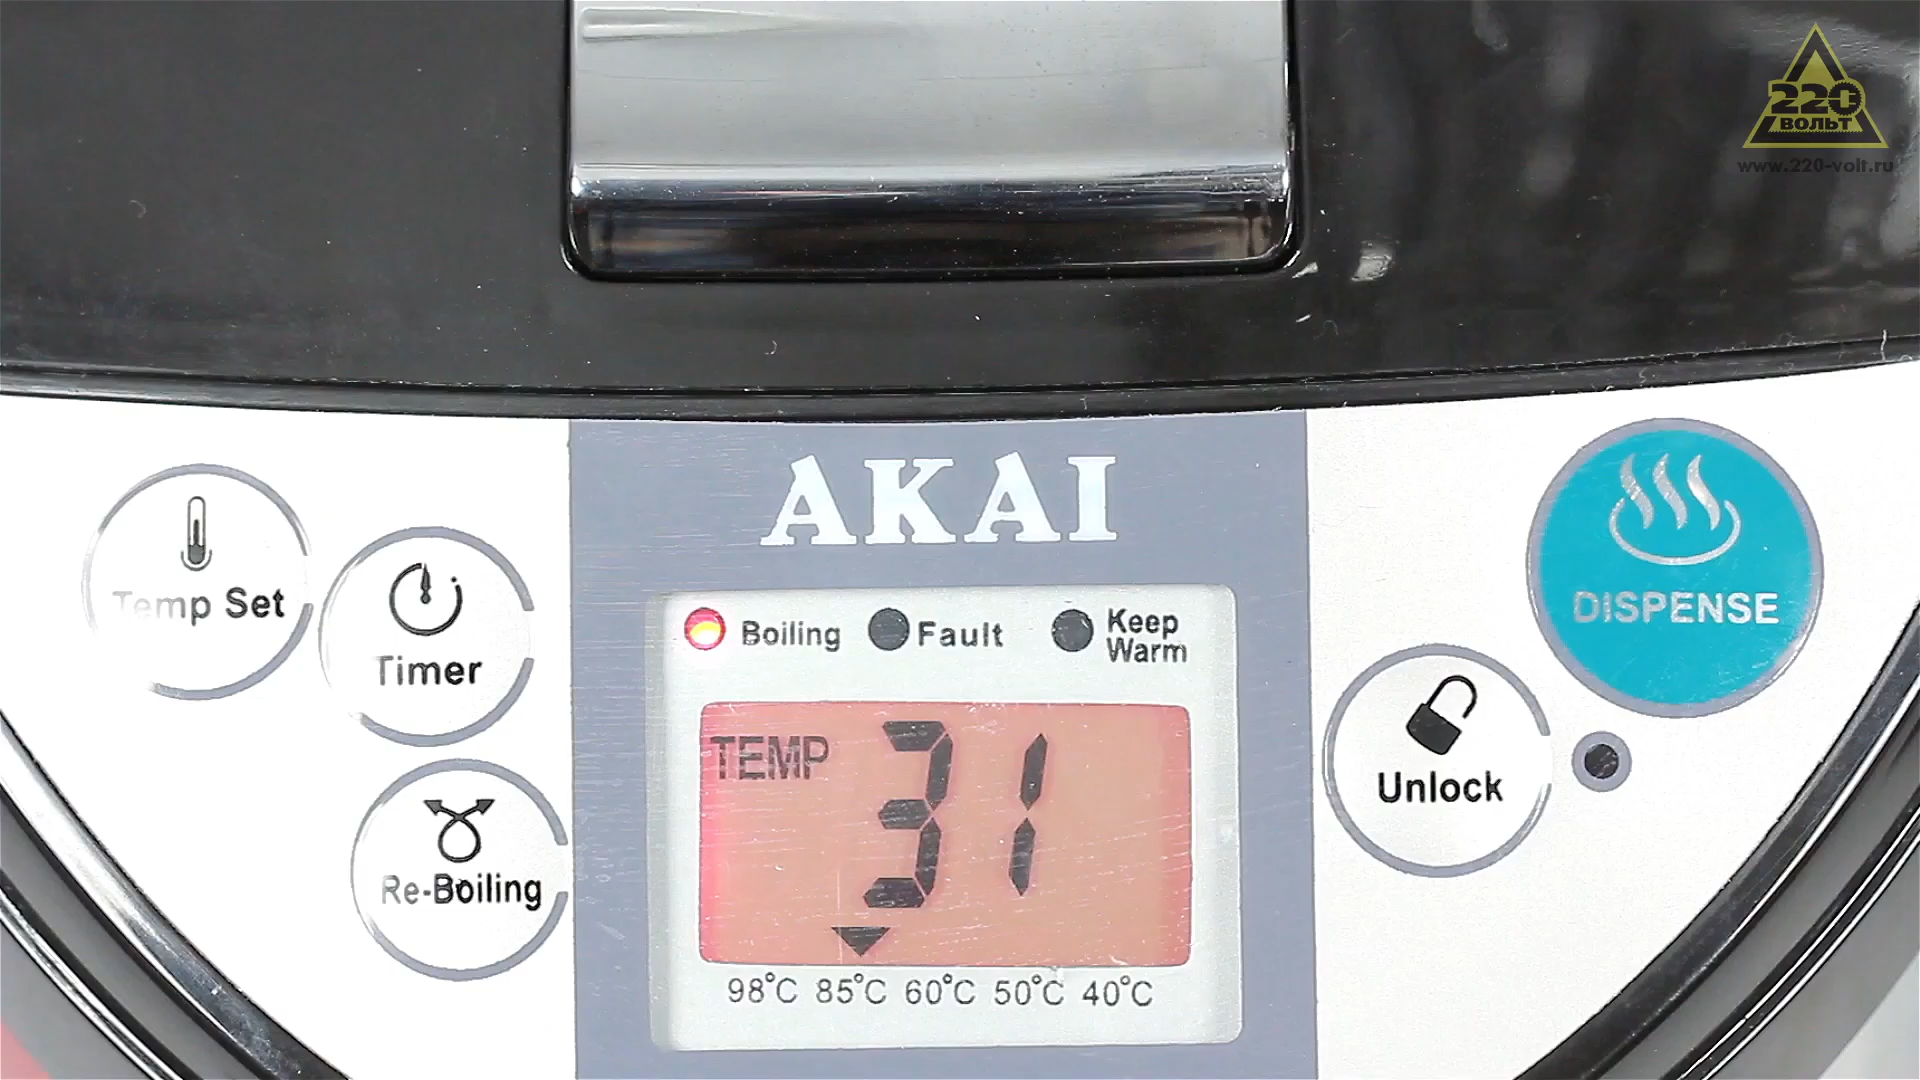 220
ВОЛЬТ
www.220-volt.ru
AKAI
Temp Set
Timer
Re-Boiling
Boiling
Fault
Keep
Warm
TEMP
31
98°C 85°C 60°C 50°C 40°C
DISPENSE
Unlock